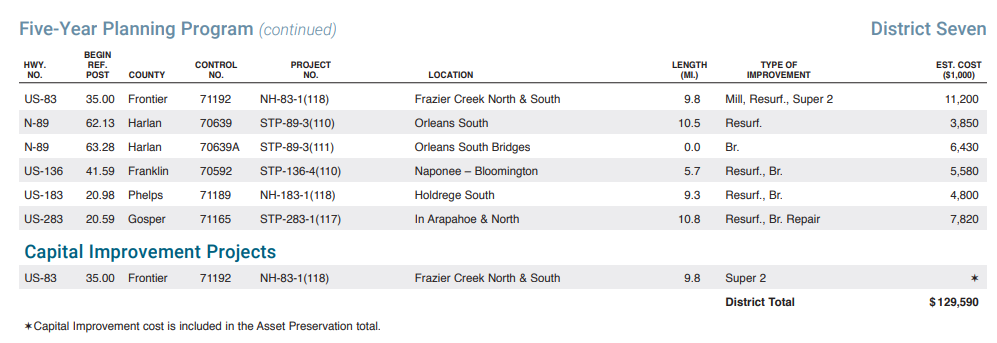 Five-Year Planning Program (continued) District Seven
HWY. NO. BEGIN REF. POST COUNTY CONTROL NO. PROJECT NO. LOCATION LENGTH (MI.) TYPE OF IMPROVEMENT EST. COST ($1,000)
US-83 35.00 Frontier 71192 NH-83-1(118) Frazier Creek North & South 9.8 Mill, Resurf., Super 2 11,200
N-89 62.13 Harlan 70639 STP-89-3(110) Orleans South 10.5 Resurf. 3,850
N-89 63.28 Harlan 70639A STP-89-3(111) Orleans South Bridges 0.0 Br. 6,430
US-136 41.59 Franklin 70592 STP-136-4(110) Naponee – Bloomington 5.7 Resurf., Br. 5,580
US-183 20.98 Phelps 71189 NH-183-1(118) Holdrege South 9.3 Resurf., Br. 4,800
US-283 20.59 Gosper 71165 STP-283-1(117) In Arapahoe & North 10.8 Resurf., Br. Repair 7,820
Capital Improvement Projects
US-83 35.00 Frontier 71192 NH-83-1(118) Frazier Creek North & South 9.8 Super 2 ✶
District Total $129,590
✶Capital Improvement cost is included in the Asset Preservation total.